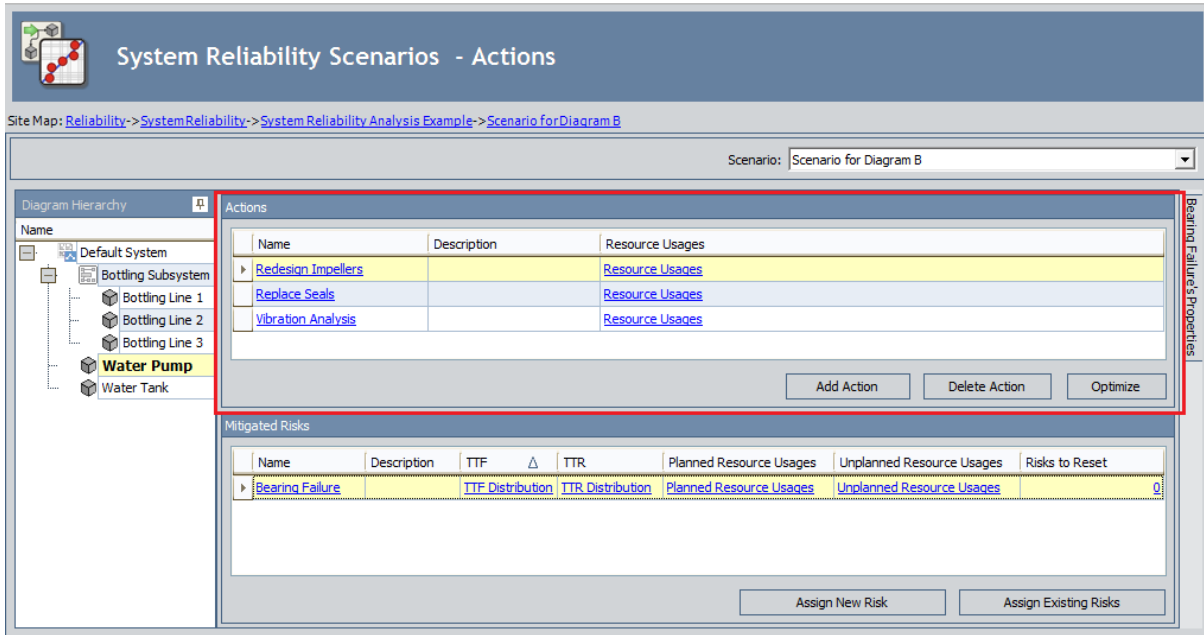 System Reliability Scenarios - Actions
Site Map: Reliability->SystemReliability->System Reliability Analysis Example->Scenario for Diagram B
Scenario: Scenario for Diagram B
Diagram Hierarchy
Name
Default System
Bottling Subsystem
Bottling Line 1
Bottling Line 2
Bottling Line 3
Water Pump
Water Tank
Actions
Name Description Resource Usages
Redesign Impellers Resource Usages
Replace Seals Resource Usages
Vibration Analysis Resource Usages
Add Action Delete Action Optimize
Mitigated Risks
Name Description TTF TTR Planned Resource Usages Unplanned Resource Usages Risks to Reset
Bearing Failure TTF Distribution TTR Distribution Planned Resource Usages Unplanned Resource Usages 0
Assign New Risk Assign Existing Risks
Bearing Failure's Properties